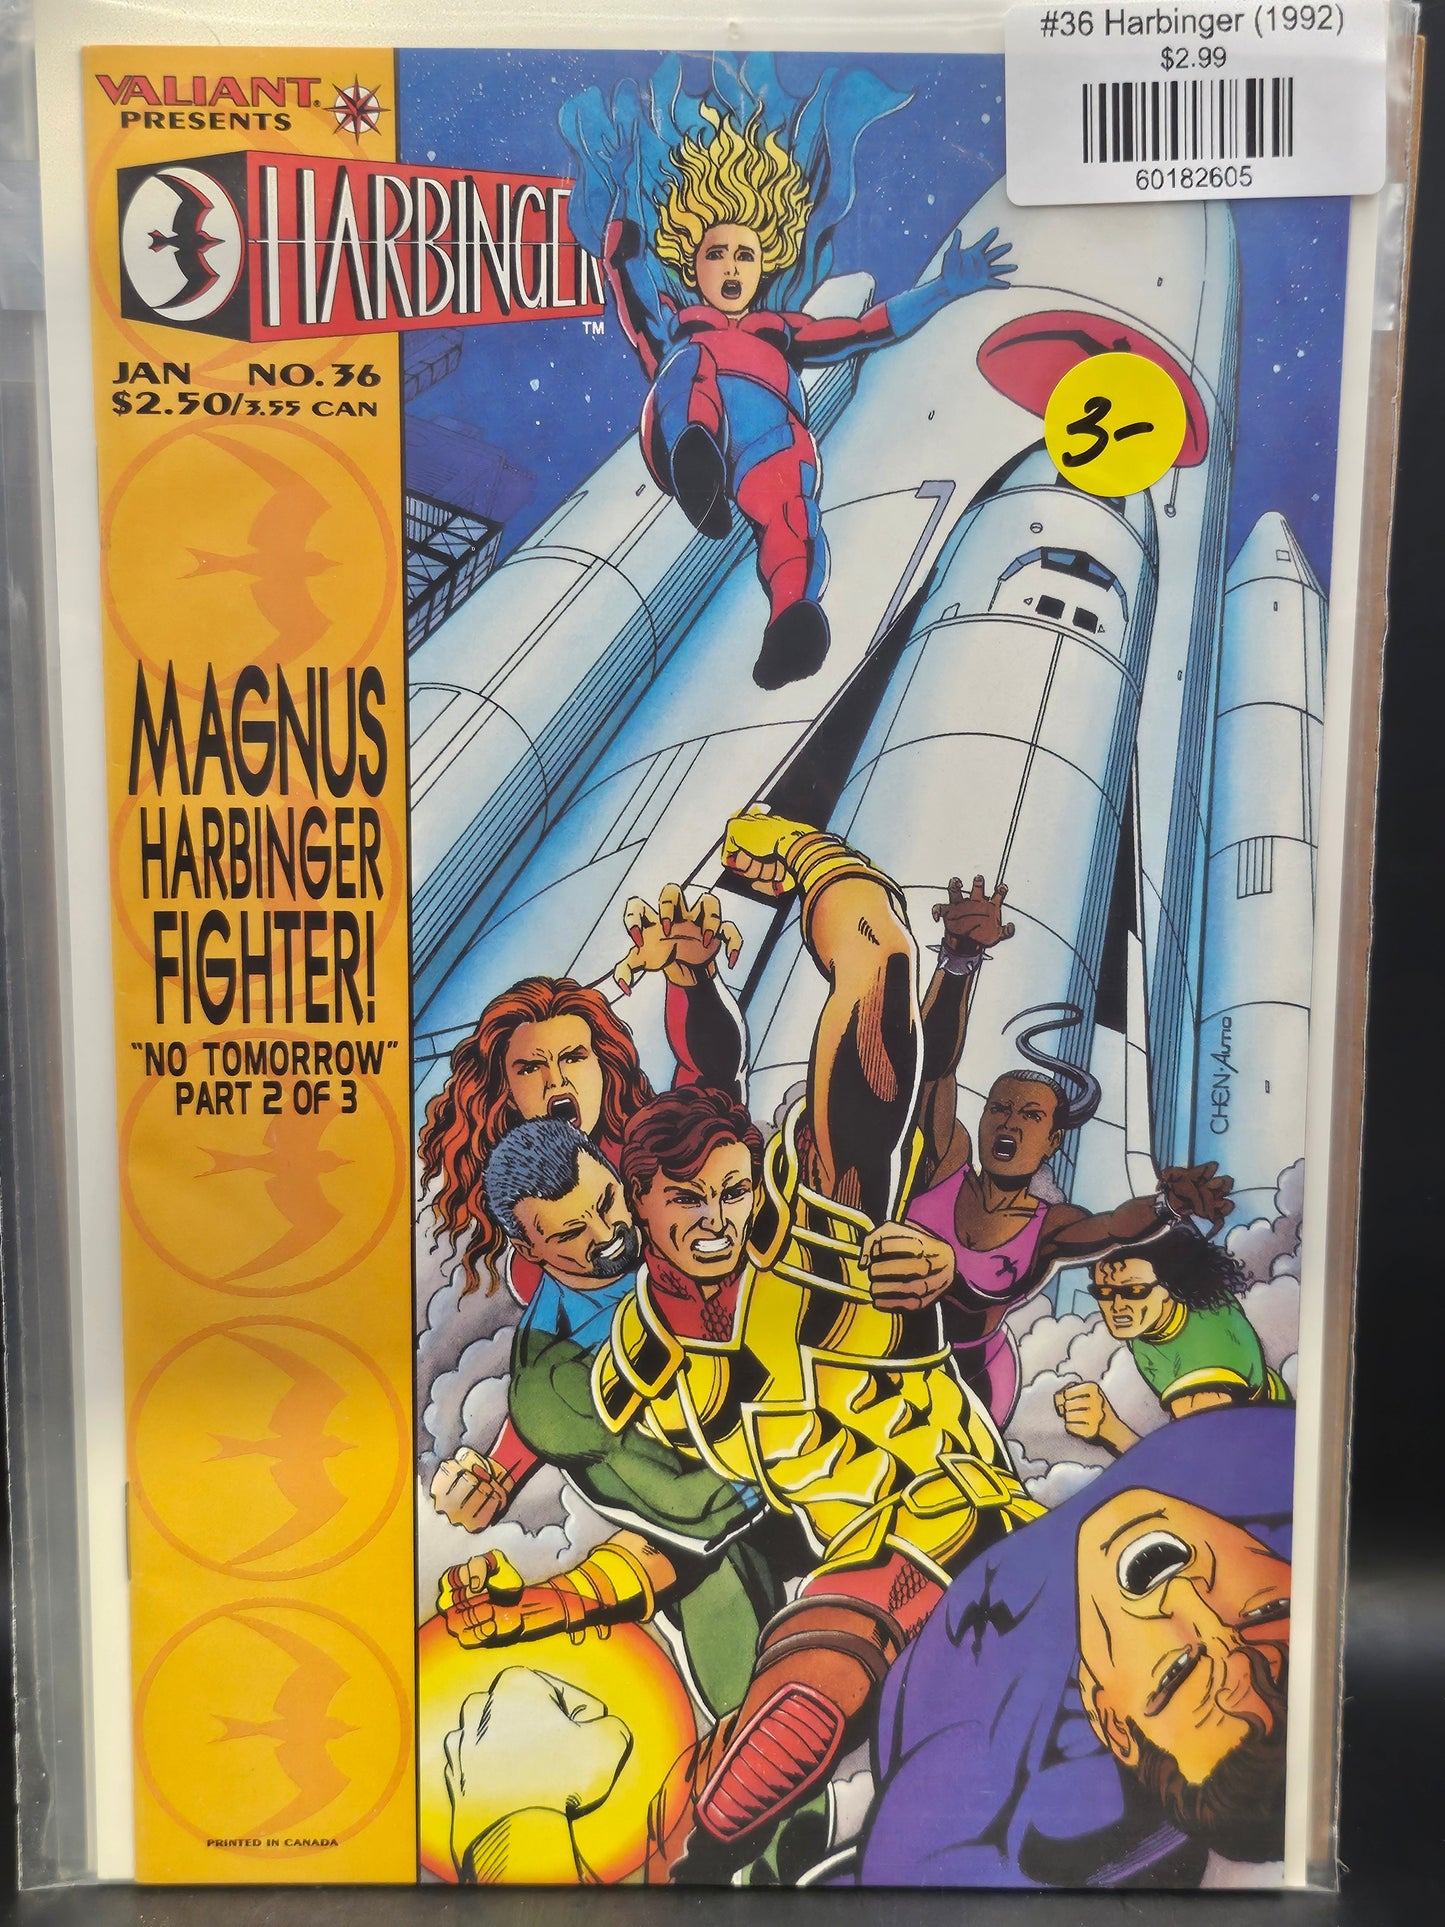 #36 Harbinger (1992)
$2.99
60182605
VALIANT®
PRESENTS
HARBINGER
TM
JAN NO. 36
$2.50/3.55 CAN
3-
MAGNUS
HARBINGER
FIGHTER!
"NO TOMORROW"
PART 2 OF 3
CHEN · AUTIO
PRINTED IN CANADA